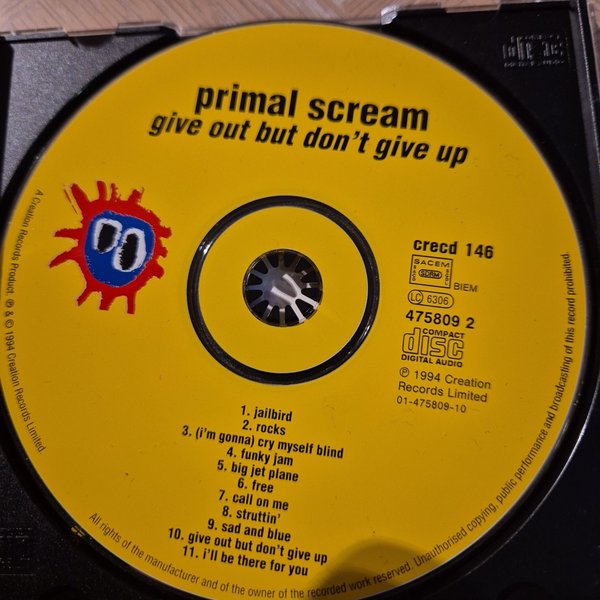 primal scream
give out but don't give up
crecd 146
SACEM
SDRM
BIEM
LC 6306
475809 2
COMPACT
disc
DIGITAL AUDIO
℗ 1994 Creation
Records Limited
01-475809-10
1. jailbird
2. rocks
3. (i'm gonna) cry myself blind
4. funky jam
5. big jet plane
6. free
7. call on me
8. struttin'
9. sad and blue
10. give out but don't give up
11. i'll be there for you
A Creation Records Product. ℗ & © 1994 Creation Records Limited
All rights of the manufacturer and of the owner of the recorded work reserved. Unauthorised copying, public performance and broadcasting of this record prohibited.